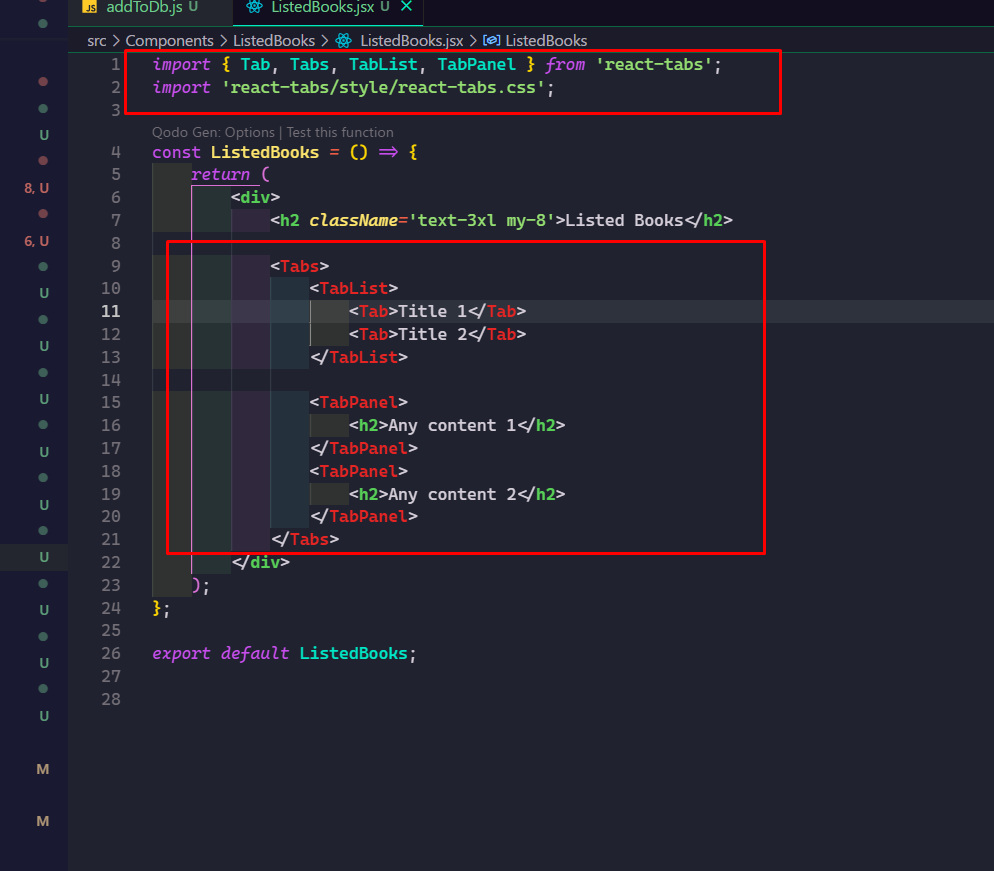 JS addToDb.js U ListedBooks.jsx U ×
src > Components > ListedBooks > ListedBooks.jsx > ListedBooks
1 import { Tab, Tabs, TabList, TabPanel } from 'react-tabs';
2 import 'react-tabs/style/react-tabs.css';
3
Qodo Gen: Options | Test this function
4 const ListedBooks = () => {
5 return (
6 <div>
7 <h2 className='text-3xl my-8'>Listed Books</h2>
8
9 <Tabs>
10 <TabList>
11 <Tab>Title 1</Tab>
12 <Tab>Title 2</Tab>
13 </TabList>
14
15 <TabPanel>
16 <h2>Any content 1</h2>
17 </TabPanel>
18 <TabPanel>
19 <h2>Any content 2</h2>
20 </TabPanel>
21 </Tabs>
22 </div>
23 );
24 };
25
26 export default ListedBooks;
27
28
U
8, U
6, U
U
U
U
U
U
U
U
U
U
M
M